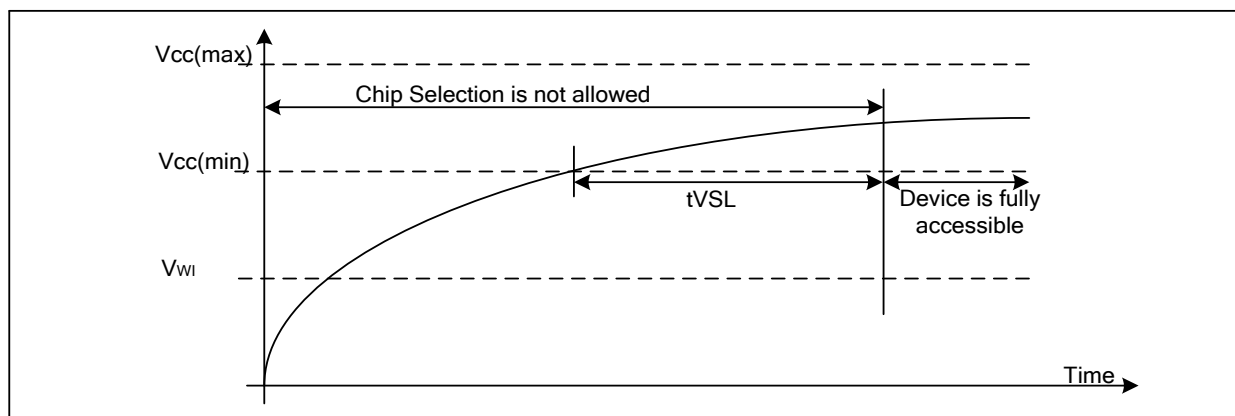 Vcc(max)
Chip Selection is not allowed
Vcc(min)
tVSL
Device is fully
accessible
VWI
Time